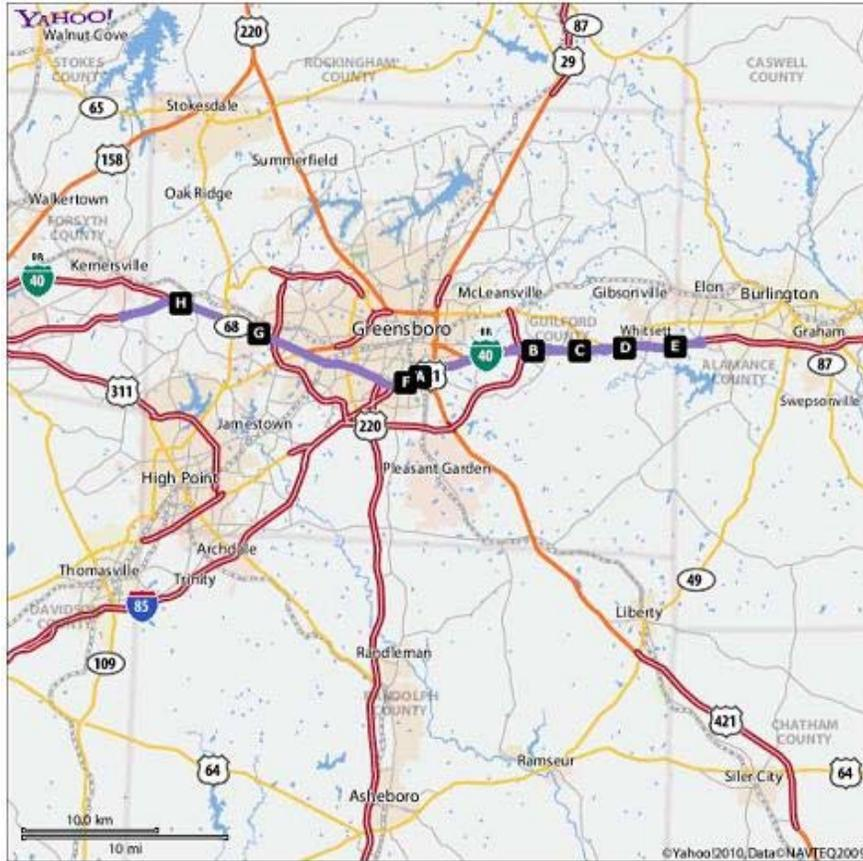 YAHOO!
Walnut Cove
220
87
STOKES
COUNTY
ROCKINGHAM
COUNTY
29
CASWELL
COUNTY
65
Stokesdale
158
Summerfield
Walkertown
Oak Ridge
FORSYTH
COUNTY
BR
40
Kernersville
H
68
G
McLeansville
Gibsonville
Elon
Burlington
Greensboro
GUILFORD
COUNTY
Whitsett
Graham
BR
40
B
C
D
E
F
A
1
ALAMANCE
COUNTY
87
311
Swepsonville
Jamestown
220
Pleasant Garden
High Point
Archdale
Thomasville
Trinity
49
DAVIDSON
COUNTY
85
Liberty
109
Randleman
RANDOLPH
COUNTY
421
CHATHAM
COUNTY
64
Ramseur
64
Siler City
Asheboro
10.0 km
10 mi
©Yahoo!2010,Data©NAVTEQ2009